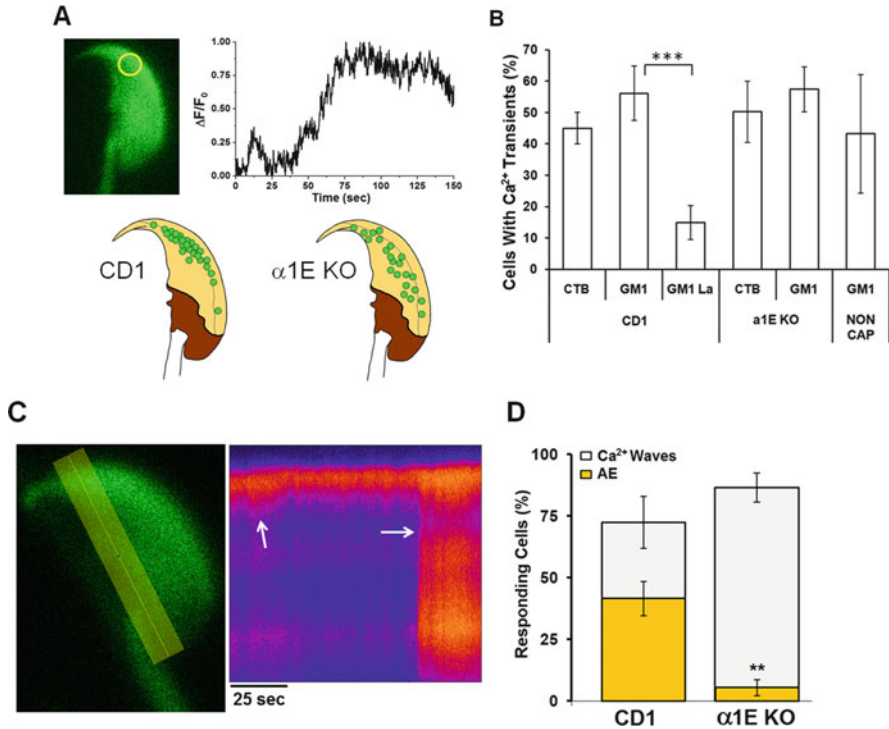 A
ΔF/F₀
1.00
0.75
0.50
0.25
0.00
0 25 50 75 100 125 150
Time (sec)
CD1
α1E KO
B
Cells With Ca²⁺ Transients (%)
70
60
50
40
30
20
10
0
***
CTB GM1 GM1 La CTB GM1 GM1
CD1 a1E KO NON
CAP
C
25 sec
D
Responding Cells (%)
100
75
50
25
0
Ca²⁺ Waves
AE
**
CD1 α1E KO